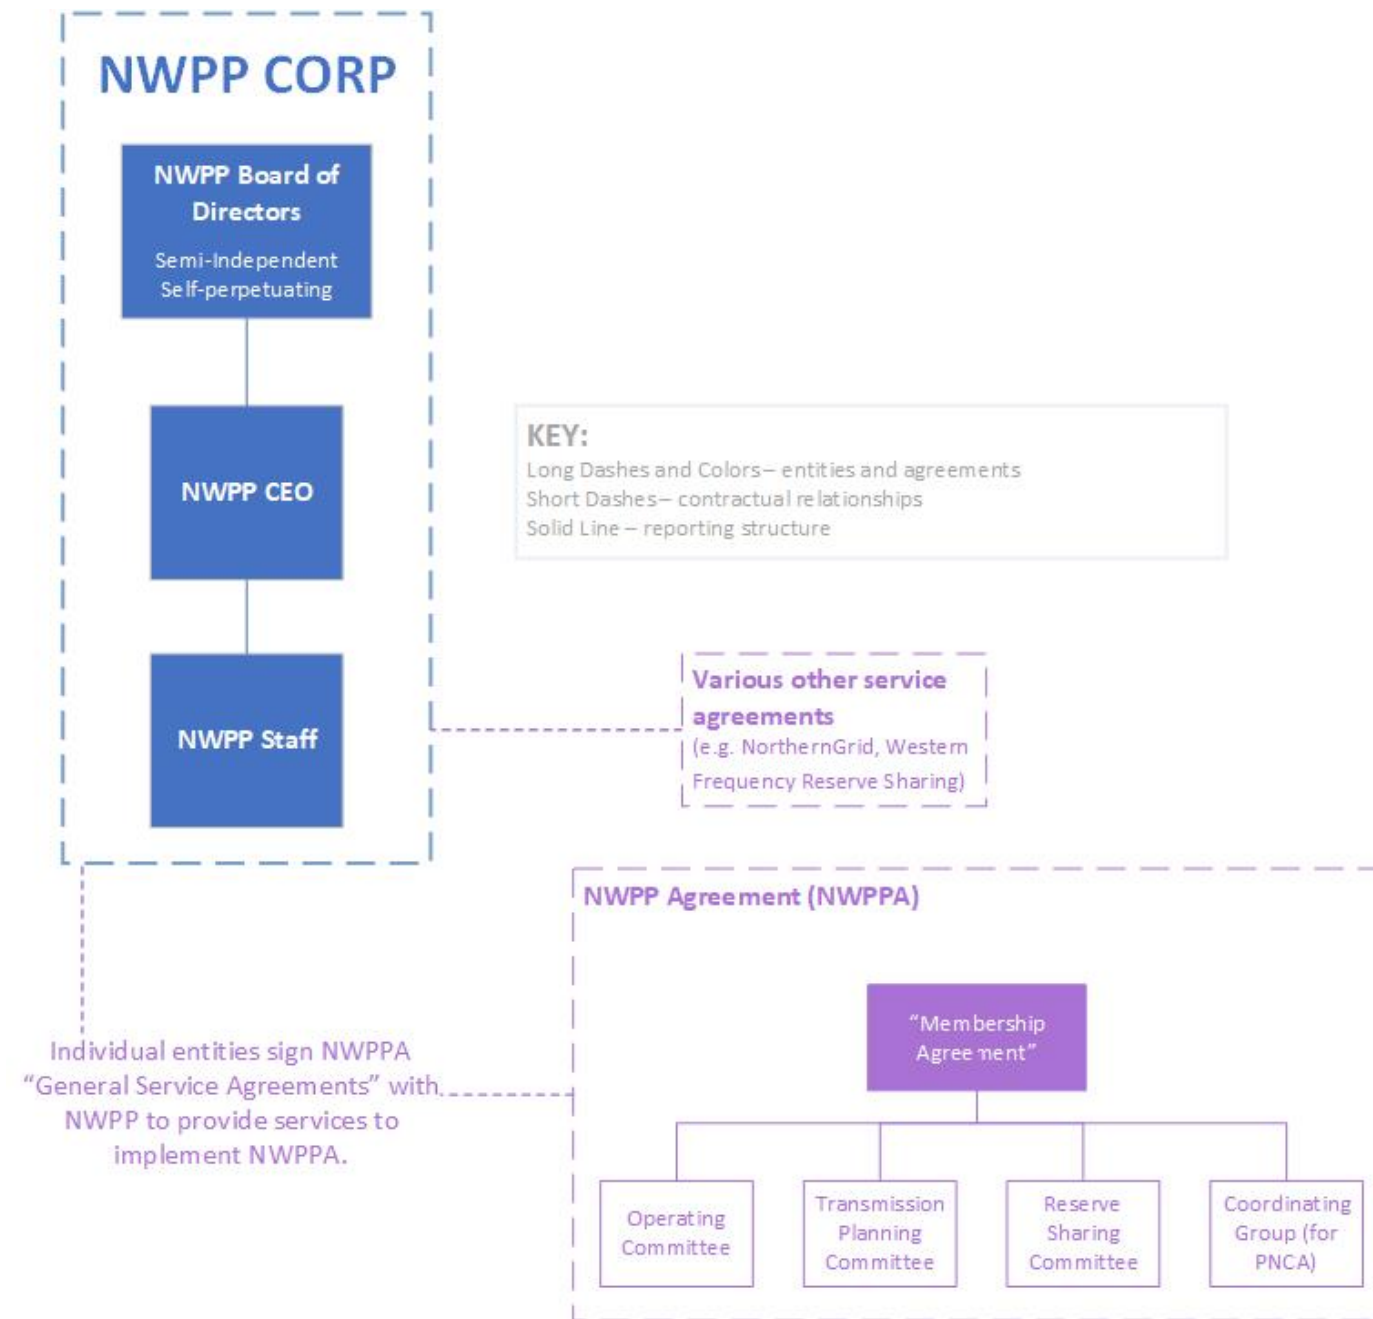 NWPP CORP
NWPP Board of
Directors
Semi-Independent
Self-perpetuating
NWPP CEO
KEY:
Long Dashes and Colors – entities and agreements
Short Dashes – contractual relationships
Solid Line – reporting structure
NWPP Staff
Various other service
agreements
(e.g. NorthernGrid, Western
Frequency Reserve Sharing)
NWPP Agreement (NWPPA)
“Membership
Agreement”
Individual entities sign NWPPA
“General Service Agreements” with
NWPP to provide services to
implement NWPPA.
Operating
Committee
Transmission
Planning
Committee
Reserve
Sharing
Committee
Coordinating
Group (for
PNCA)